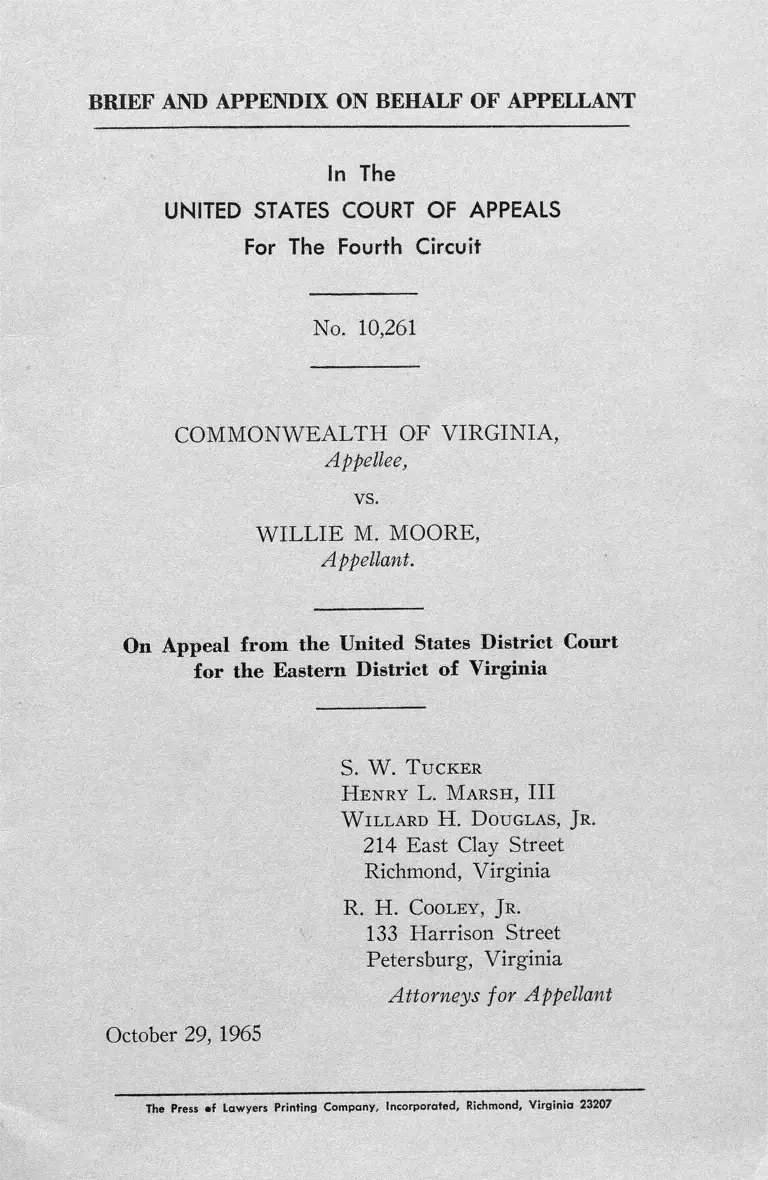 BRIEF AND APPENDIX ON BEHALF OF APPELLANT
In The
UNITED STATES COURT OF APPEALS
For The Fourth Circuit
No. 10,261
COMMONWEALTH OF VIRGINIA,
Appellee,
vs.
WILLIE M. MOORE,
Appellant.
On Appeal from the United States District Court
for the Eastern District of Virginia
S. W. TUCKER
HENRY L. MARSH, III
WILLARD H. DOUGLAS, JR.
214 East Clay Street
Richmond, Virginia
R. H. COOLEY, JR.
133 Harrison Street
Petersburg, Virginia
Attorneys for Appellant
October 29, 1965
The Press of Lawyers Printing Company, Incorporated, Richmond, Virginia 23207